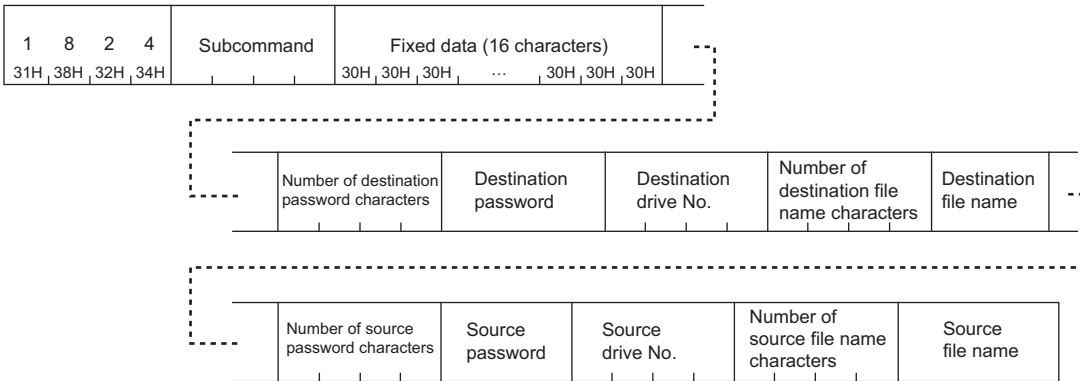 1 8 2 4
Subcommand
Fixed data (16 characters)
31H 38H 32H 34H
30H 30H 30H ... 30H 30H 30H
Number of destination
password characters
Destination
password
Destination
drive No.
Number of
destination file
name characters
Destination
file name
Number of source
password characters
Source
password
Source
drive No.
Number of
source file name
characters
Source
file name